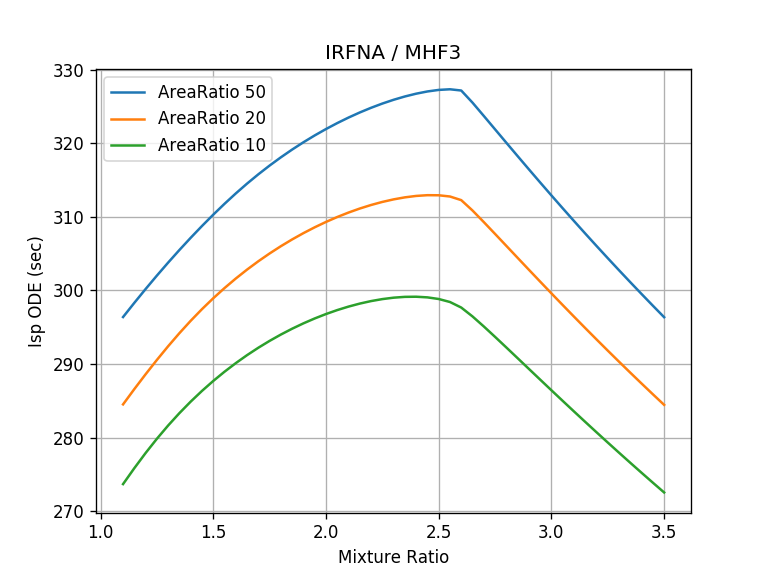 IRFNA / MHF3
AreaRatio 50
AreaRatio 20
AreaRatio 10
Isp ODE (sec)
330
320
310
300
290
280
270
1.0 1.5 2.0 2.5 3.0 3.5
Mixture Ratio